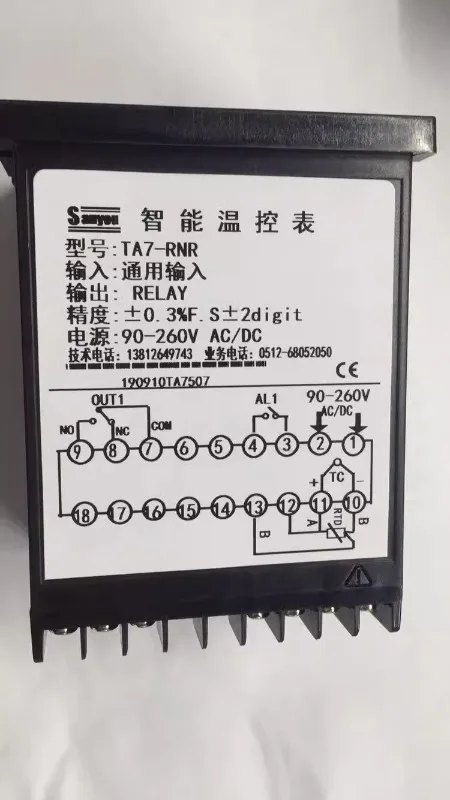 Sanyou 智能温控表
型号:TA7-RNR
输入:通用输入
输出: RELAY
精度:±0.3%F.S±2digit
电源:90-260V AC/DC
技术电话:13812649743 业务电话:0512-68052050
190910TA7507
CE
OUT1 AL1 90-260V
AC/DC
NO NC COM
9 8 7 6 5 4 3 2 1
+ TC -
18 17 16 15 14 13 12 11 10
B A RTD B